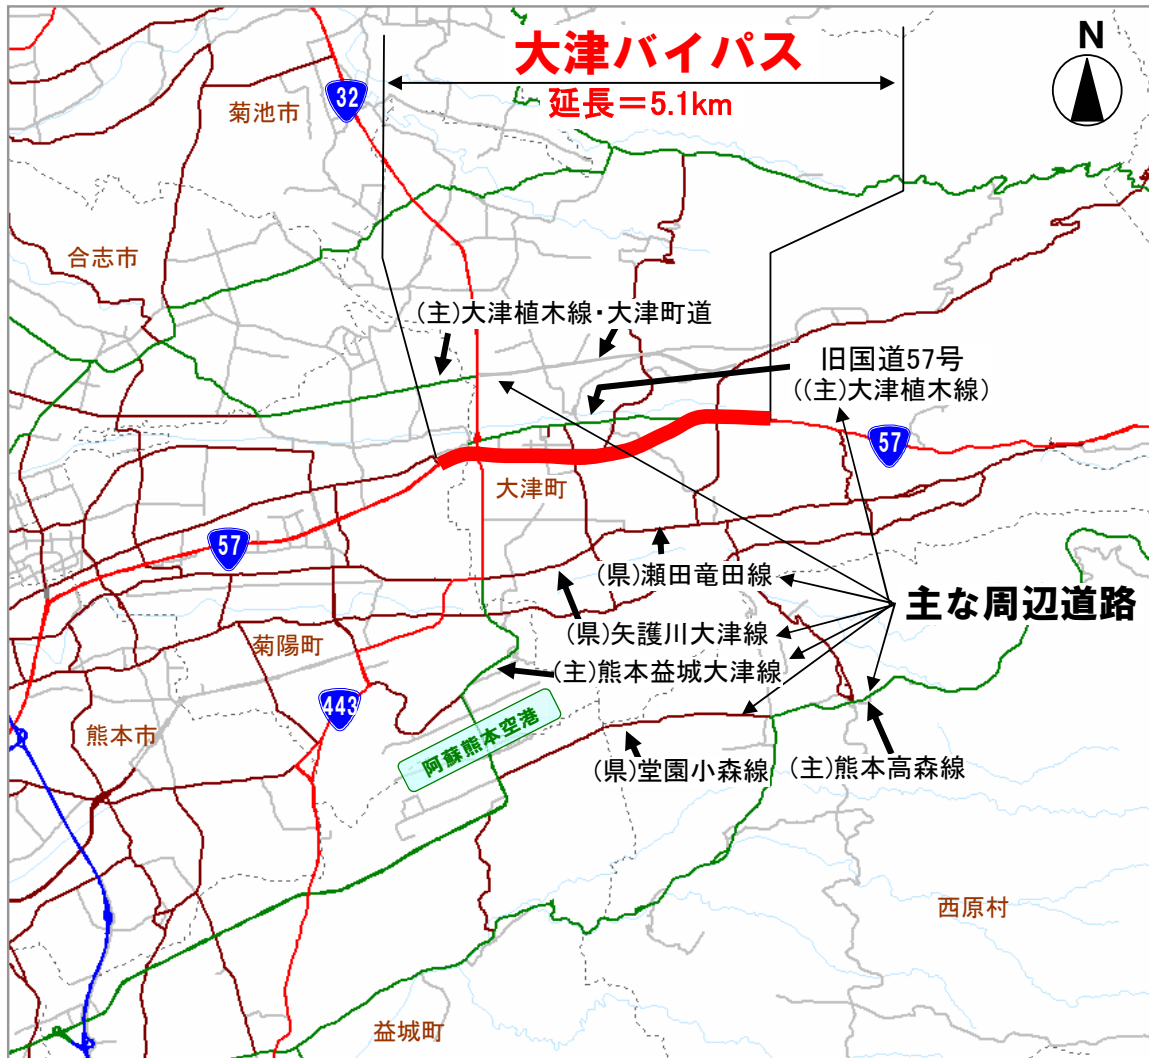 大津バイパス
延長＝5.1km
N
32
菊池市
合志市
(主)大津植木線・大津町道
旧国道57号
((主)大津植木線)
57
大津町
57
(県)瀬田竜田線
主な周辺道路
(県)矢護川大津線
菊陽町
(主)熊本益城大津線
443
熊本市
阿蘇熊本空港
(県)堂園小森線
(主)熊本高森線
西原村
益城町